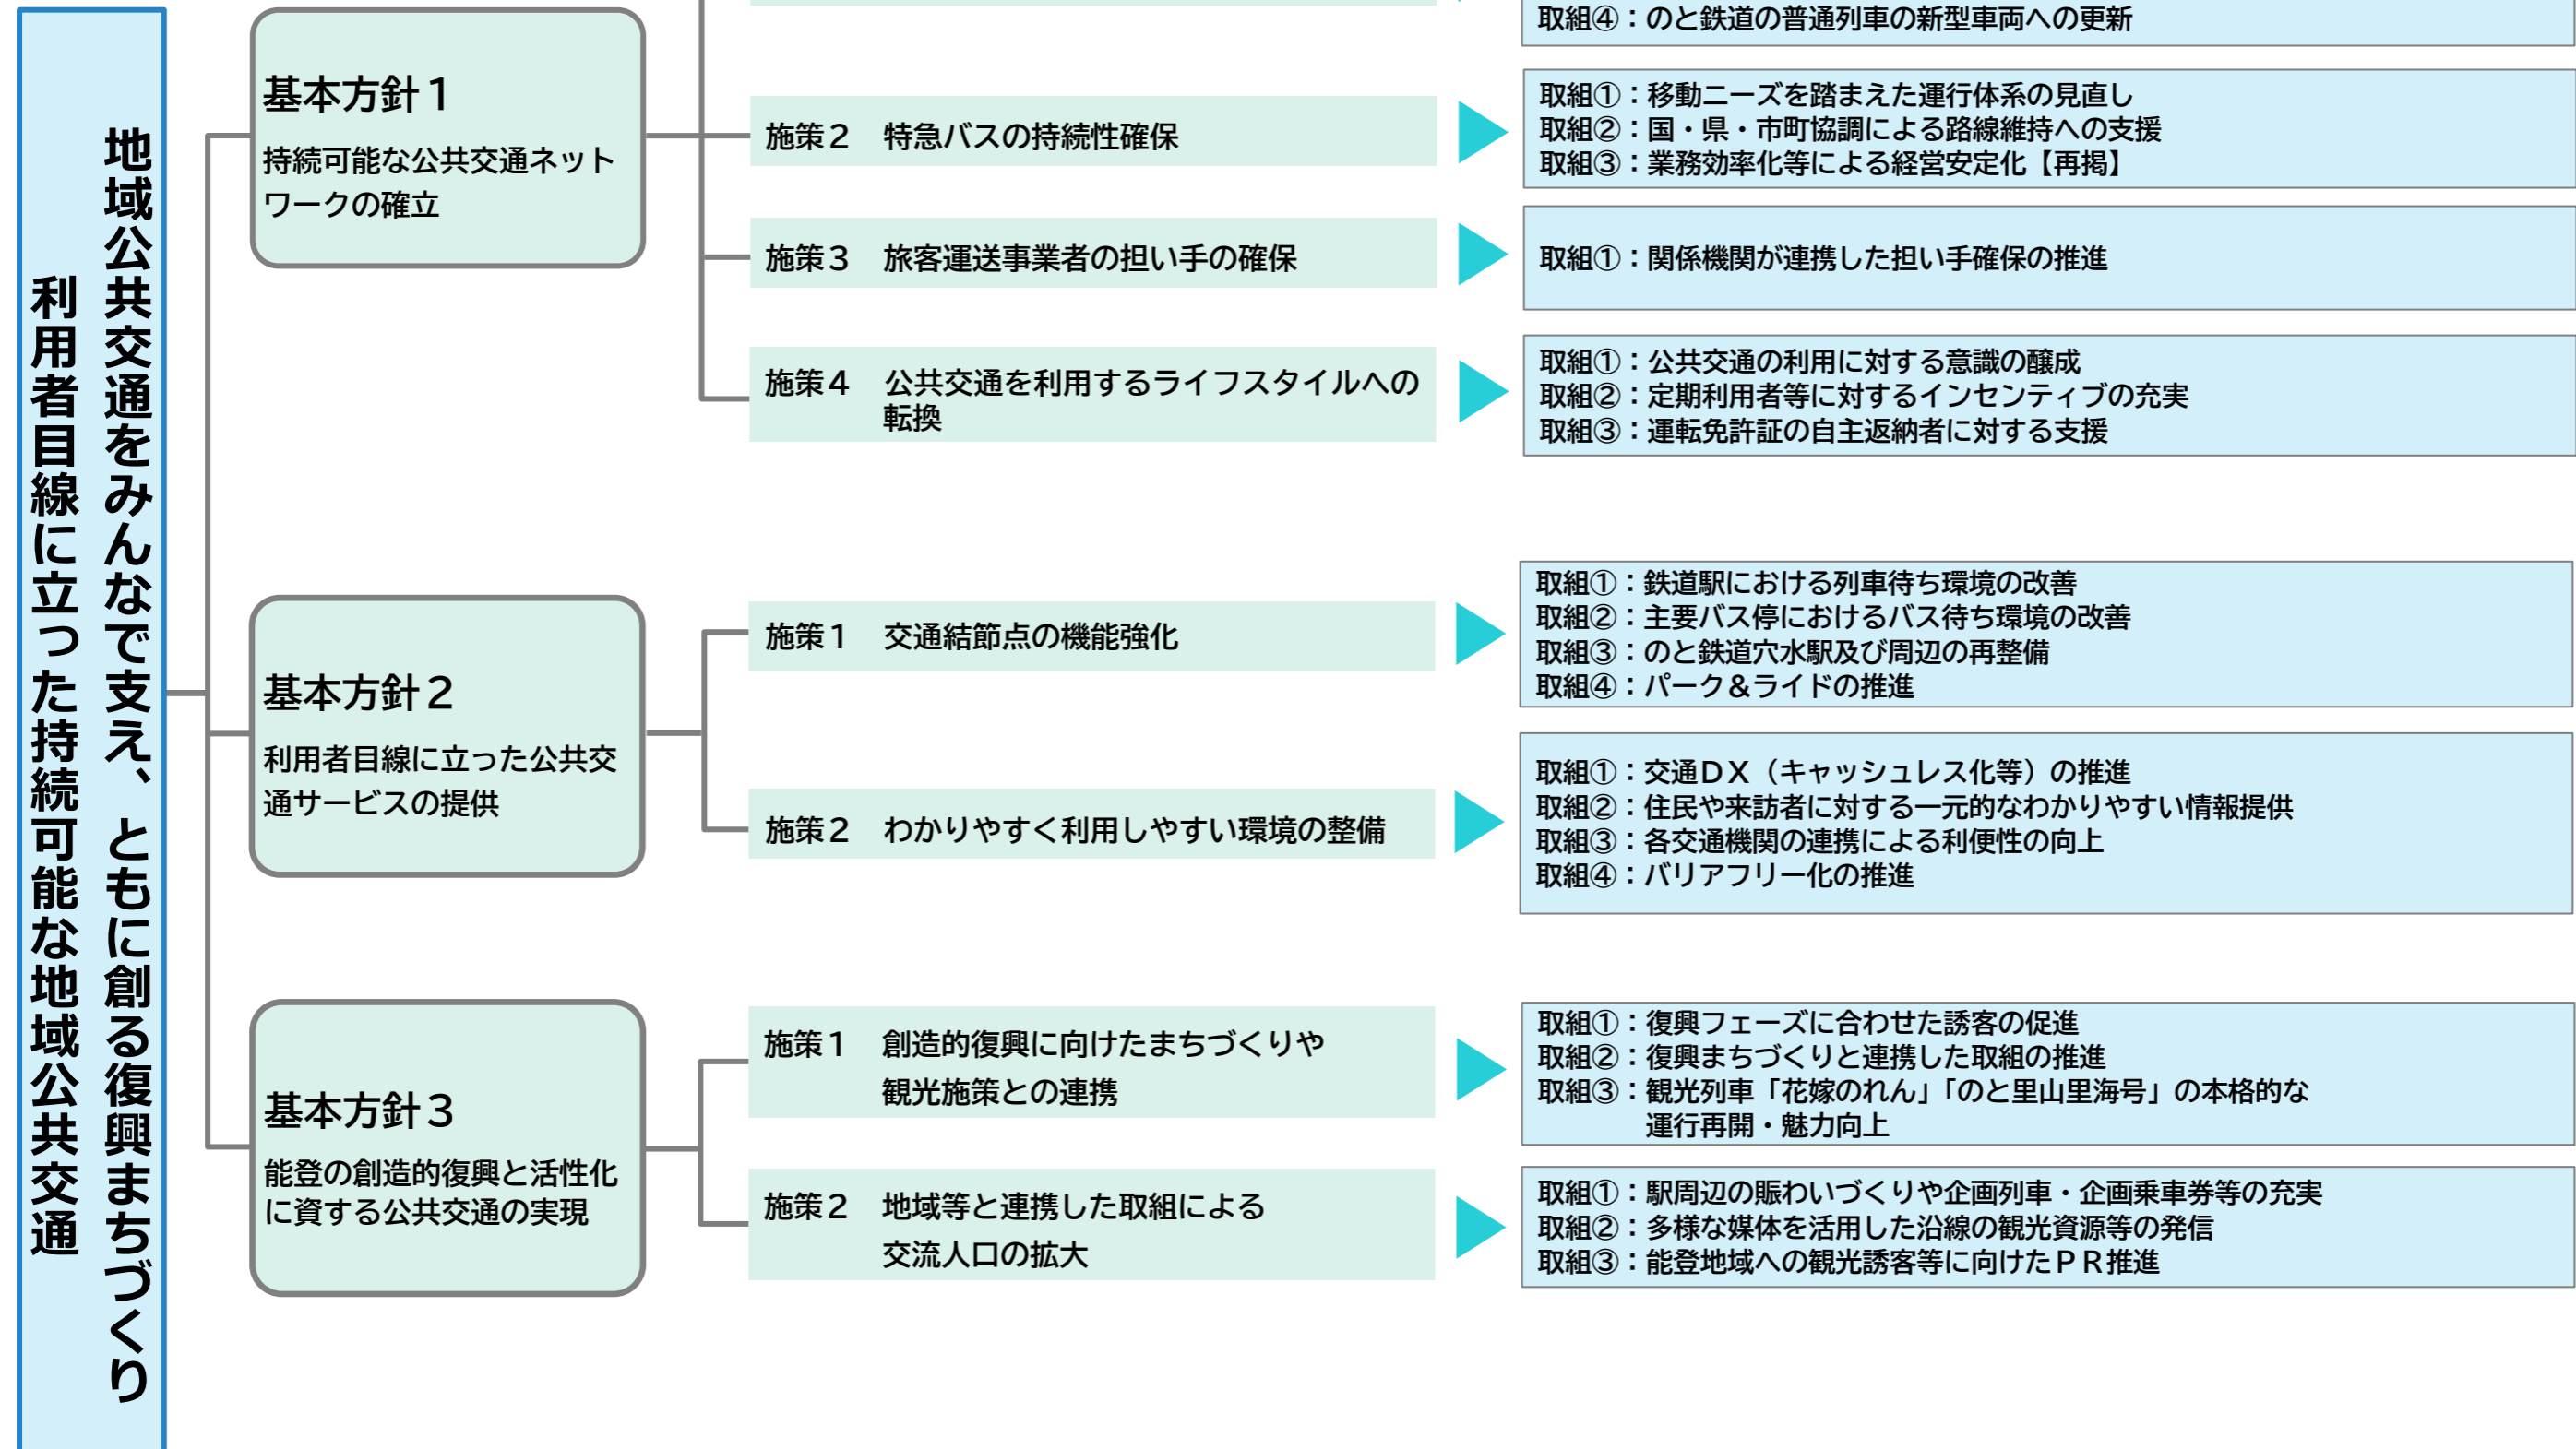 地域公共交通をみんなで支え、ともに創る復興まちづくり
利用者目線に立った持続可能な地域公共交通
基本方針１
持続可能な公共交通ネット
ワークの確立
取組④：のと鉄道の普通列車の新型車両への更新
施策２　特急バスの持続性確保
取組①：移動ニーズを踏まえた運行体系の見直し
取組②：国・県・市町協調による路線維持への支援
取組③：業務効率化等による経営安定化【再掲】
施策３　旅客運送事業者の担い手の確保
取組①：関係機関が連携した担い手確保の推進
施策４　公共交通を利用するライフスタイルへの
転換
取組①：公共交通の利用に対する意識の醸成
取組②：定期利用者等に対するインセンティブの充実
取組③：運転免許証の自主返納者に対する支援
基本方針２
利用者目線に立った公共交
通サービスの提供
施策１　交通結節点の機能強化
取組①：鉄道駅における列車待ち環境の改善
取組②：主要バス停におけるバス待ち環境の改善
取組③：のと鉄道穴水駅及び周辺の再整備
取組④：パーク＆ライドの推進
施策２　わかりやすく利用しやすい環境の整備
取組①：交通ＤＸ（キャッシュレス化等）の推進
取組②：住民や来訪者に対する一元的なわかりやすい情報提供
取組③：各交通機関の連携による利便性の向上
取組④：バリアフリー化の推進
基本方針３
能登の創造的復興と活性化
に資する公共交通の実現
施策１　創造的復興に向けたまちづくりや
観光施策との連携
取組①：復興フェーズに合わせた誘客の促進
取組②：復興まちづくりと連携した取組の推進
取組③：観光列車「花嫁のれん」「のと里山里海号」の本格的な
運行再開・魅力向上
施策２　地域等と連携した取組による
交流人口の拡大
取組①：駅周辺の賑わいづくりや企画列車・企画乗車券等の充実
取組②：多様な媒体を活用した沿線の観光資源等の発信
取組③：能登地域への観光誘客等に向けたＰＲ推進